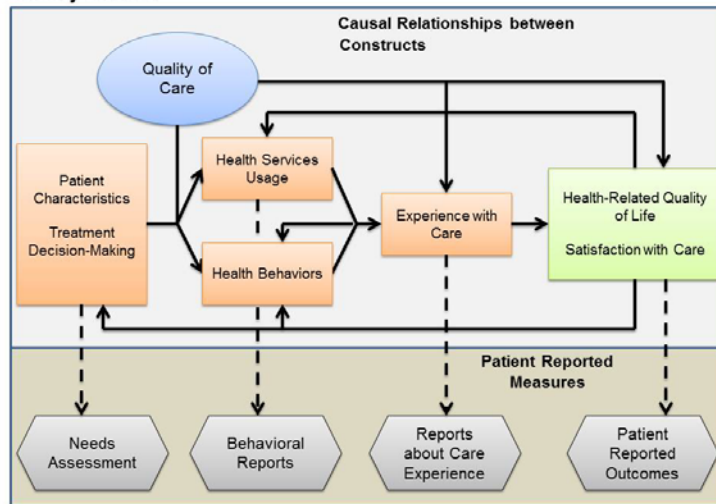 Causal Relationships between
Constructs
Quality of
Care
Patient
Characteristics
Treatment
Decision-Making
Health Services
Usage
Health Behaviors
Experience with
Care
Health-Related Quality
of Life
Satisfaction with Care
Patient Reported
Measures
Needs
Assessment
Behavioral
Reports
Reports
about Care
Experience
Patient
Reported
Outcomes